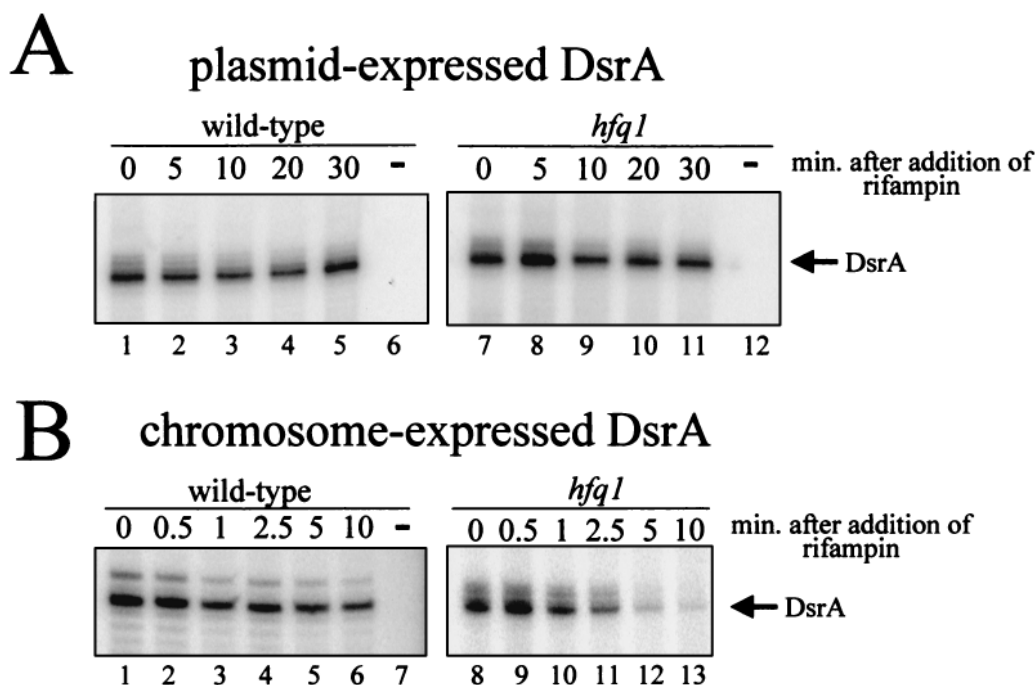 A
plasmid-expressed DsrA
wild-type
hfq1
0 5 10 20 30 -
0 5 10 20 30 -
min. after addition of
rifampin
DsrA
1 2 3 4 5 6
7 8 9 10 11 12
B
chromosome-expressed DsrA
wild-type
hfq1
0 0.5 1 2.5 5 10 -
0 0.5 1 2.5 5 10
min. after addition of
rifampin
DsrA
1 2 3 4 5 6 7
8 9 10 11 12 13